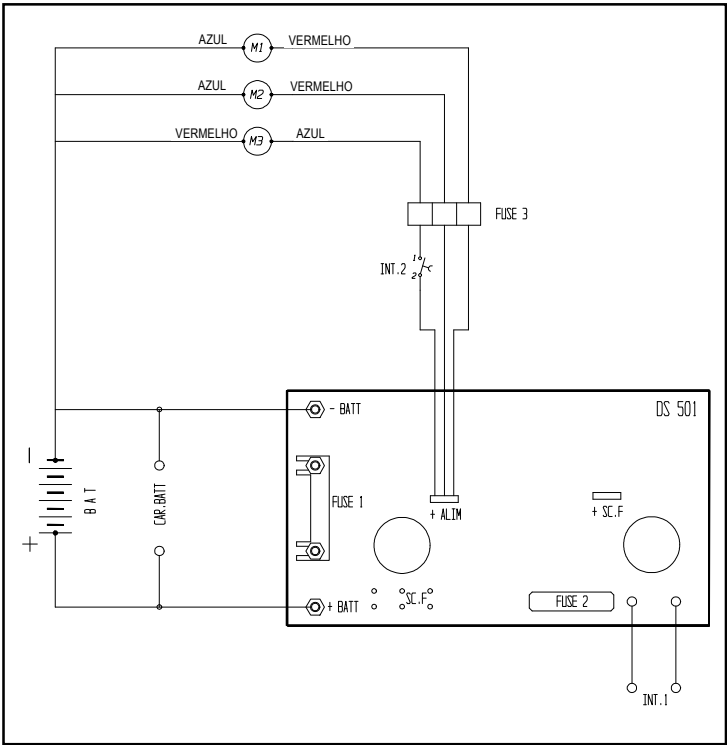 AZUL M1 VERMELHO
AZUL M2 VERMELHO
VERMELHO M3 AZUL
FUSE 3
1
INT.2
2
- BATT
DS 501
FUSE 1
+ ALIM
+ SC.F
BAT
CAR.BATT
+ BATT
SC.F
FUSE 2
INT.1